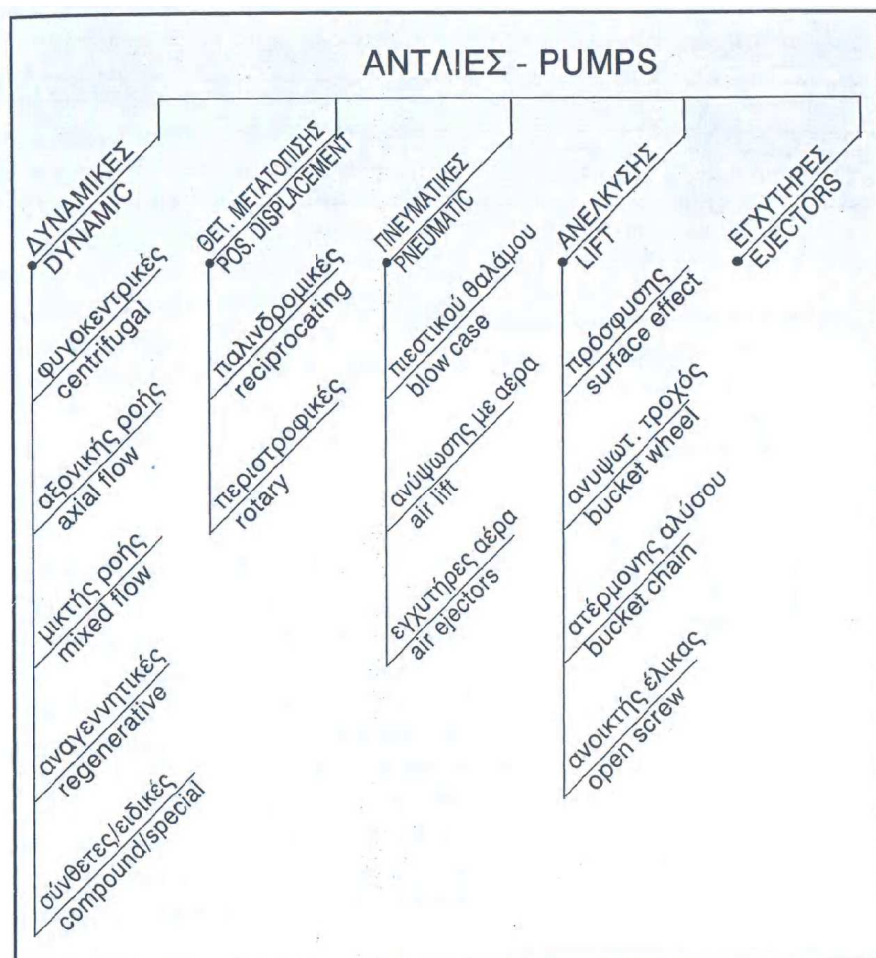 ΑΝΤΛΙΕΣ - PUMPS
ΔΥΝΑΜΙΚΕΣ
DYNAMIC
φυγοκεντρικές
centrifugal
αξονικής ροής
axial flow
μικτής ροής
mixed flow
αναγεννητικές
regenerative
σύνθετες/ειδικές
compound/special
ΘΕΤ. ΜΕΤΑΤΟΠΙΣΗΣ
POS. DISPLACEMENT
παλινδρομικές
reciprocating
περιστροφικές
rotary
ΠΝΕΥΜΑΤΙΚΕΣ
PNEUMATIC
πιεστικού θαλάμου
blow case
ανύψωσης με αέρα
air lift
εγχυτήρες αέρα
air ejectors
ΑΝΕΛΚΥΣΗΣ
LIFT
πρόσφυσης
surface effect
ανυψωτ. τροχός
bucket wheel
ατέρμονης αλύσου
bucket chain
ανοικτής έλικας
open screw
ΕΓΧΥΤΗΡΕΣ
EJECTORS